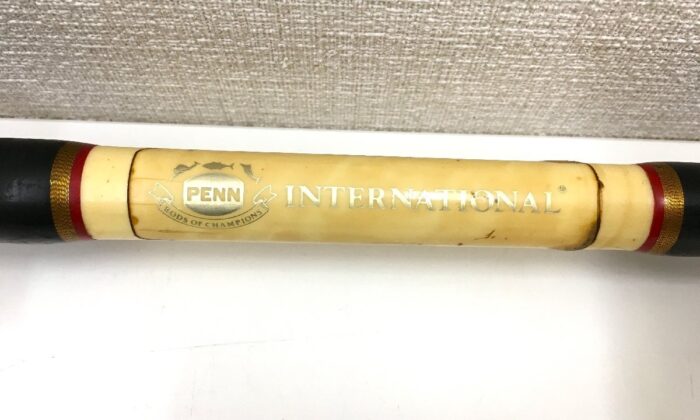 PENN INTERNATIONAL®
RODS OF CHAMPIONS